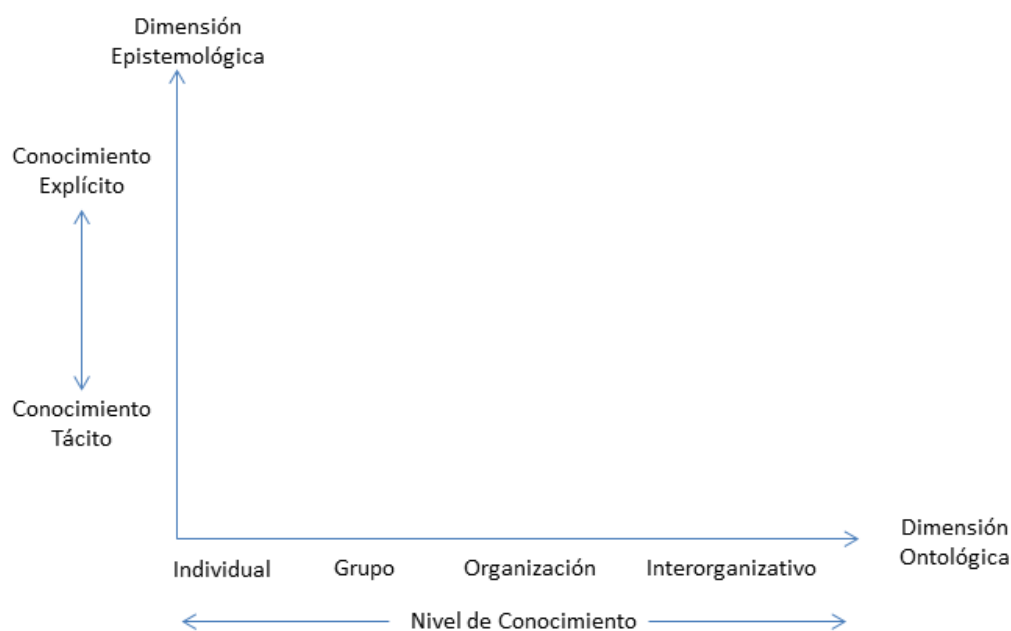 Dimensión
Epistemológica
Conocimiento
Explícito
Conocimiento
Tácito
Dimensión
Ontológica
Individual
Grupo
Organización
Interorganizativo
Nivel de Conocimiento